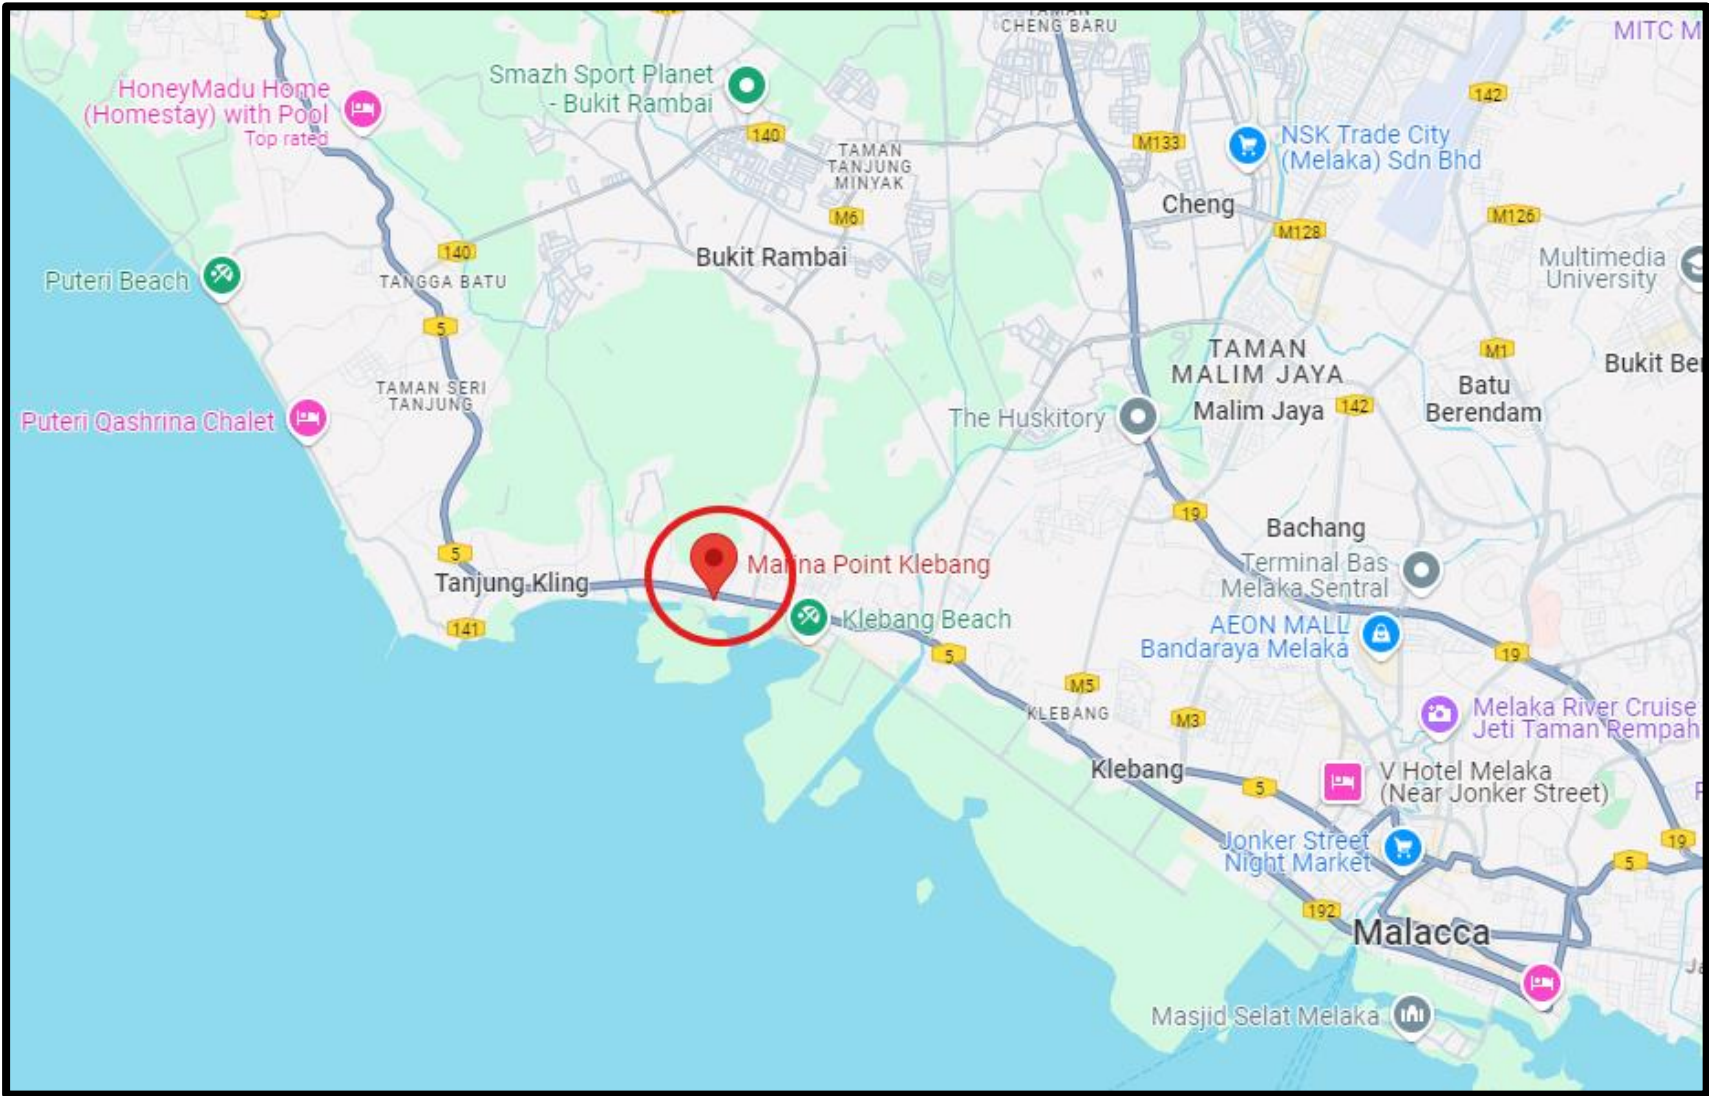 5
TAMAN
CHENG BARU
MITC M
HoneyMadu Home
(Homestay) with Pool
Top rated
Smazh Sport Planet
- Bukit Rambai
140
142
M133
NSK Trade City
(Melaka) Sdn Bhd
TAMAN
TANJUNG
MINYAK
M6
Cheng
M126
M128
Puteri Beach
140
TANGGA BATU
Bukit Rambai
Multimedia
University
5
TAMAN SERI
TANJUNG
TAMAN
MALIM JAYA
Malim Jaya
142
M1
Batu
Berendam
Bukit Ber
Puteri Qashrina Chalet
The Huskitory
19
Bachang
Terminal Bas
Melaka Sentral
5
Tanjung Kling
Marina Point Klebang
141
Klebang Beach
AEON MALL
Bandaraya Melaka
5
19
M5
KLEBANG
M3
Melaka River Cruise
Jeti Taman Rempah
Klebang
5
V Hotel Melaka
(Near Jonker Street)
Jonker Street
Night Market
19
5
192
Malacca
Masjid Selat Melaka